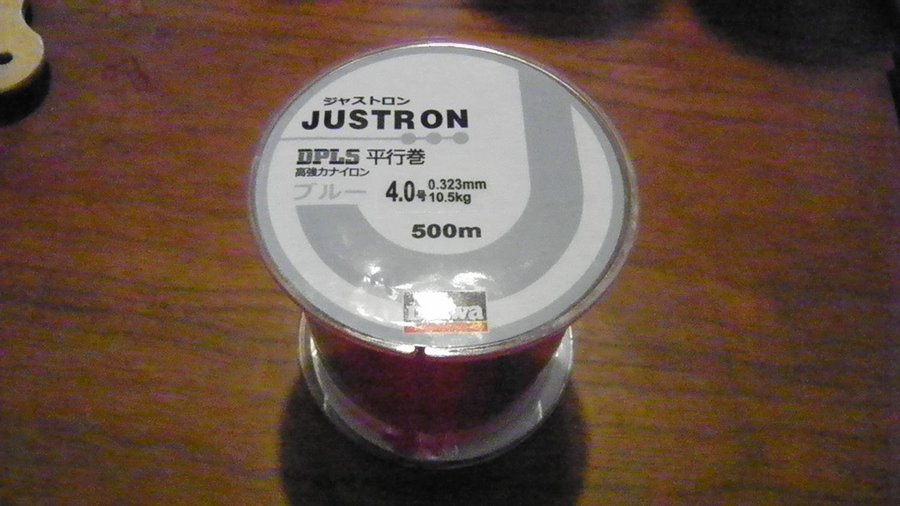 ジャストロン
JUSTRON
DPLS 平行巻
高強力ナイロン
ブルー 4.0号 0.323mm
10.5kg
500m
Daiwa